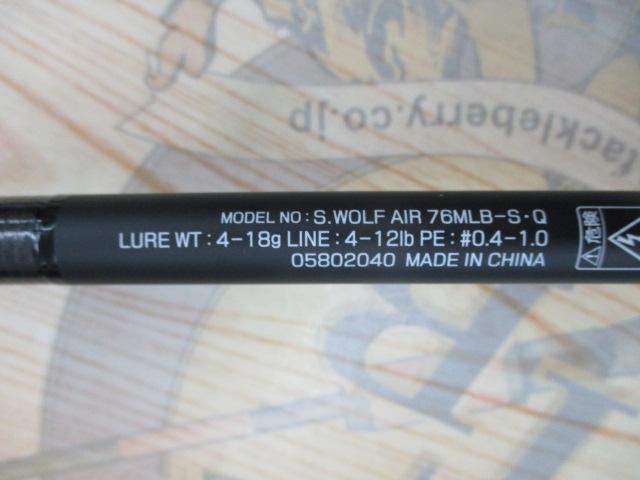 tackleberry.co.jp
MODEL NO : S.WOLF AIR 76MLB-S・Q
LURE WT : 4-18g LINE : 4-12lb PE : #0.4-1.0
05802040 MADE IN CHINA
危険